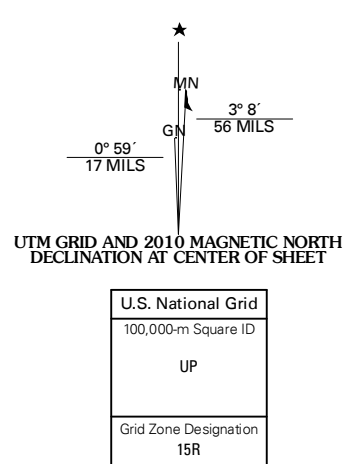 MN
3° 8´
56 MILS
GN
0° 59´
17 MILS
UTM GRID AND 2010 MAGNETIC NORTH
DECLINATION AT CENTER OF SHEET
U.S. National Grid
100,000-m Square ID
UP
Grid Zone Designation
15R